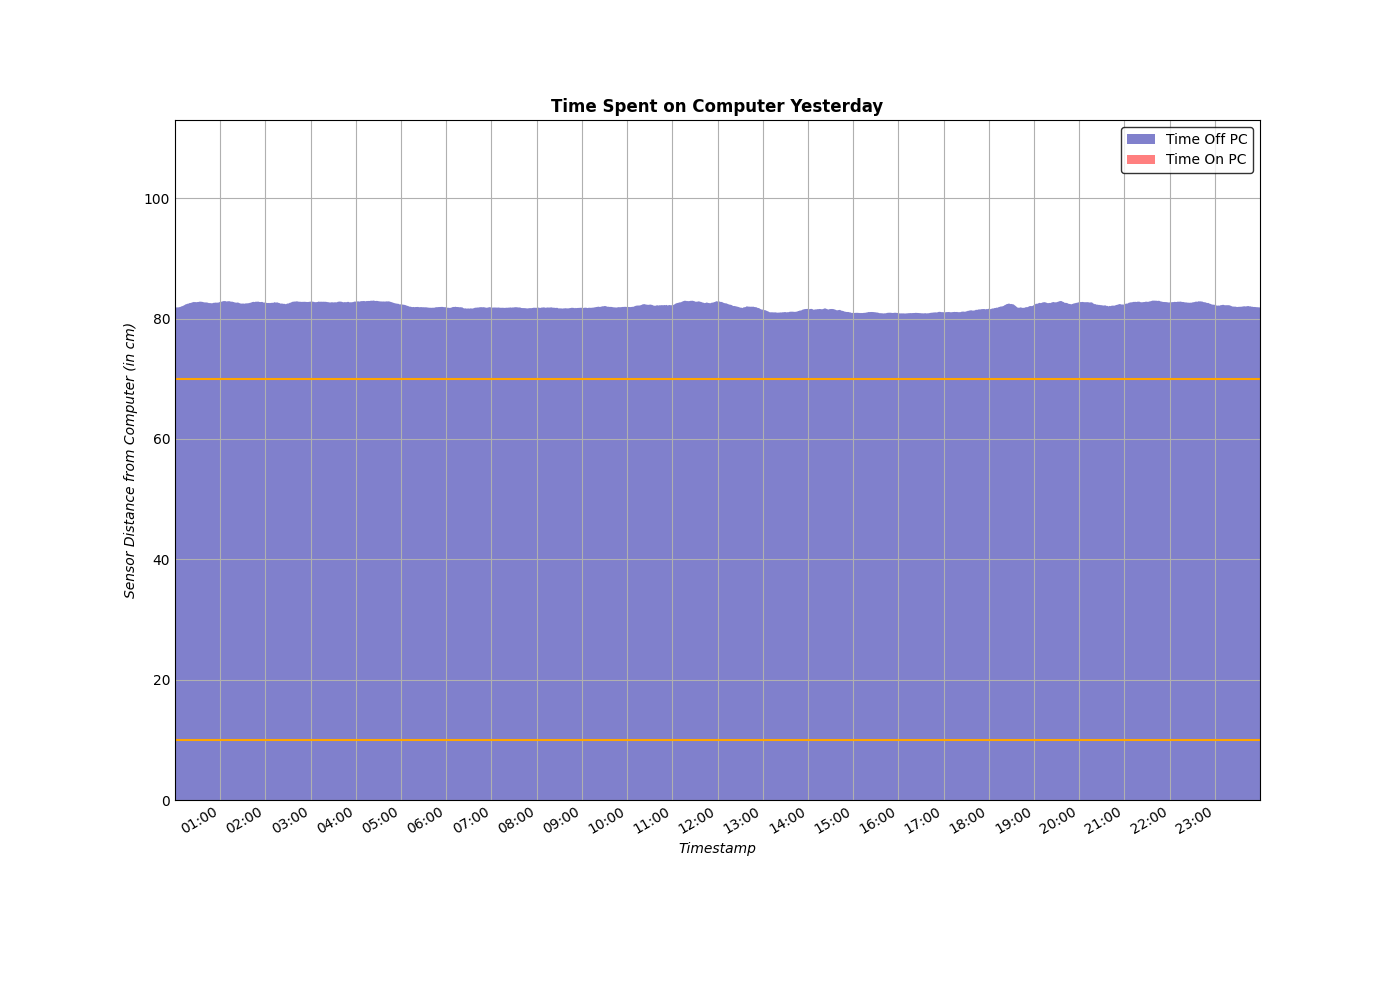 Time Spent on Computer Yesterday
Time Off PC
Time On PC
100
80
60
40
20
0
Sensor Distance from Computer (in cm)
01:00 02:00 03:00 04:00 05:00 06:00 07:00 08:00 09:00 10:00 11:00 12:00 13:00 14:00 15:00 16:00 17:00 18:00 19:00 20:00 21:00 22:00 23:00
Timestamp